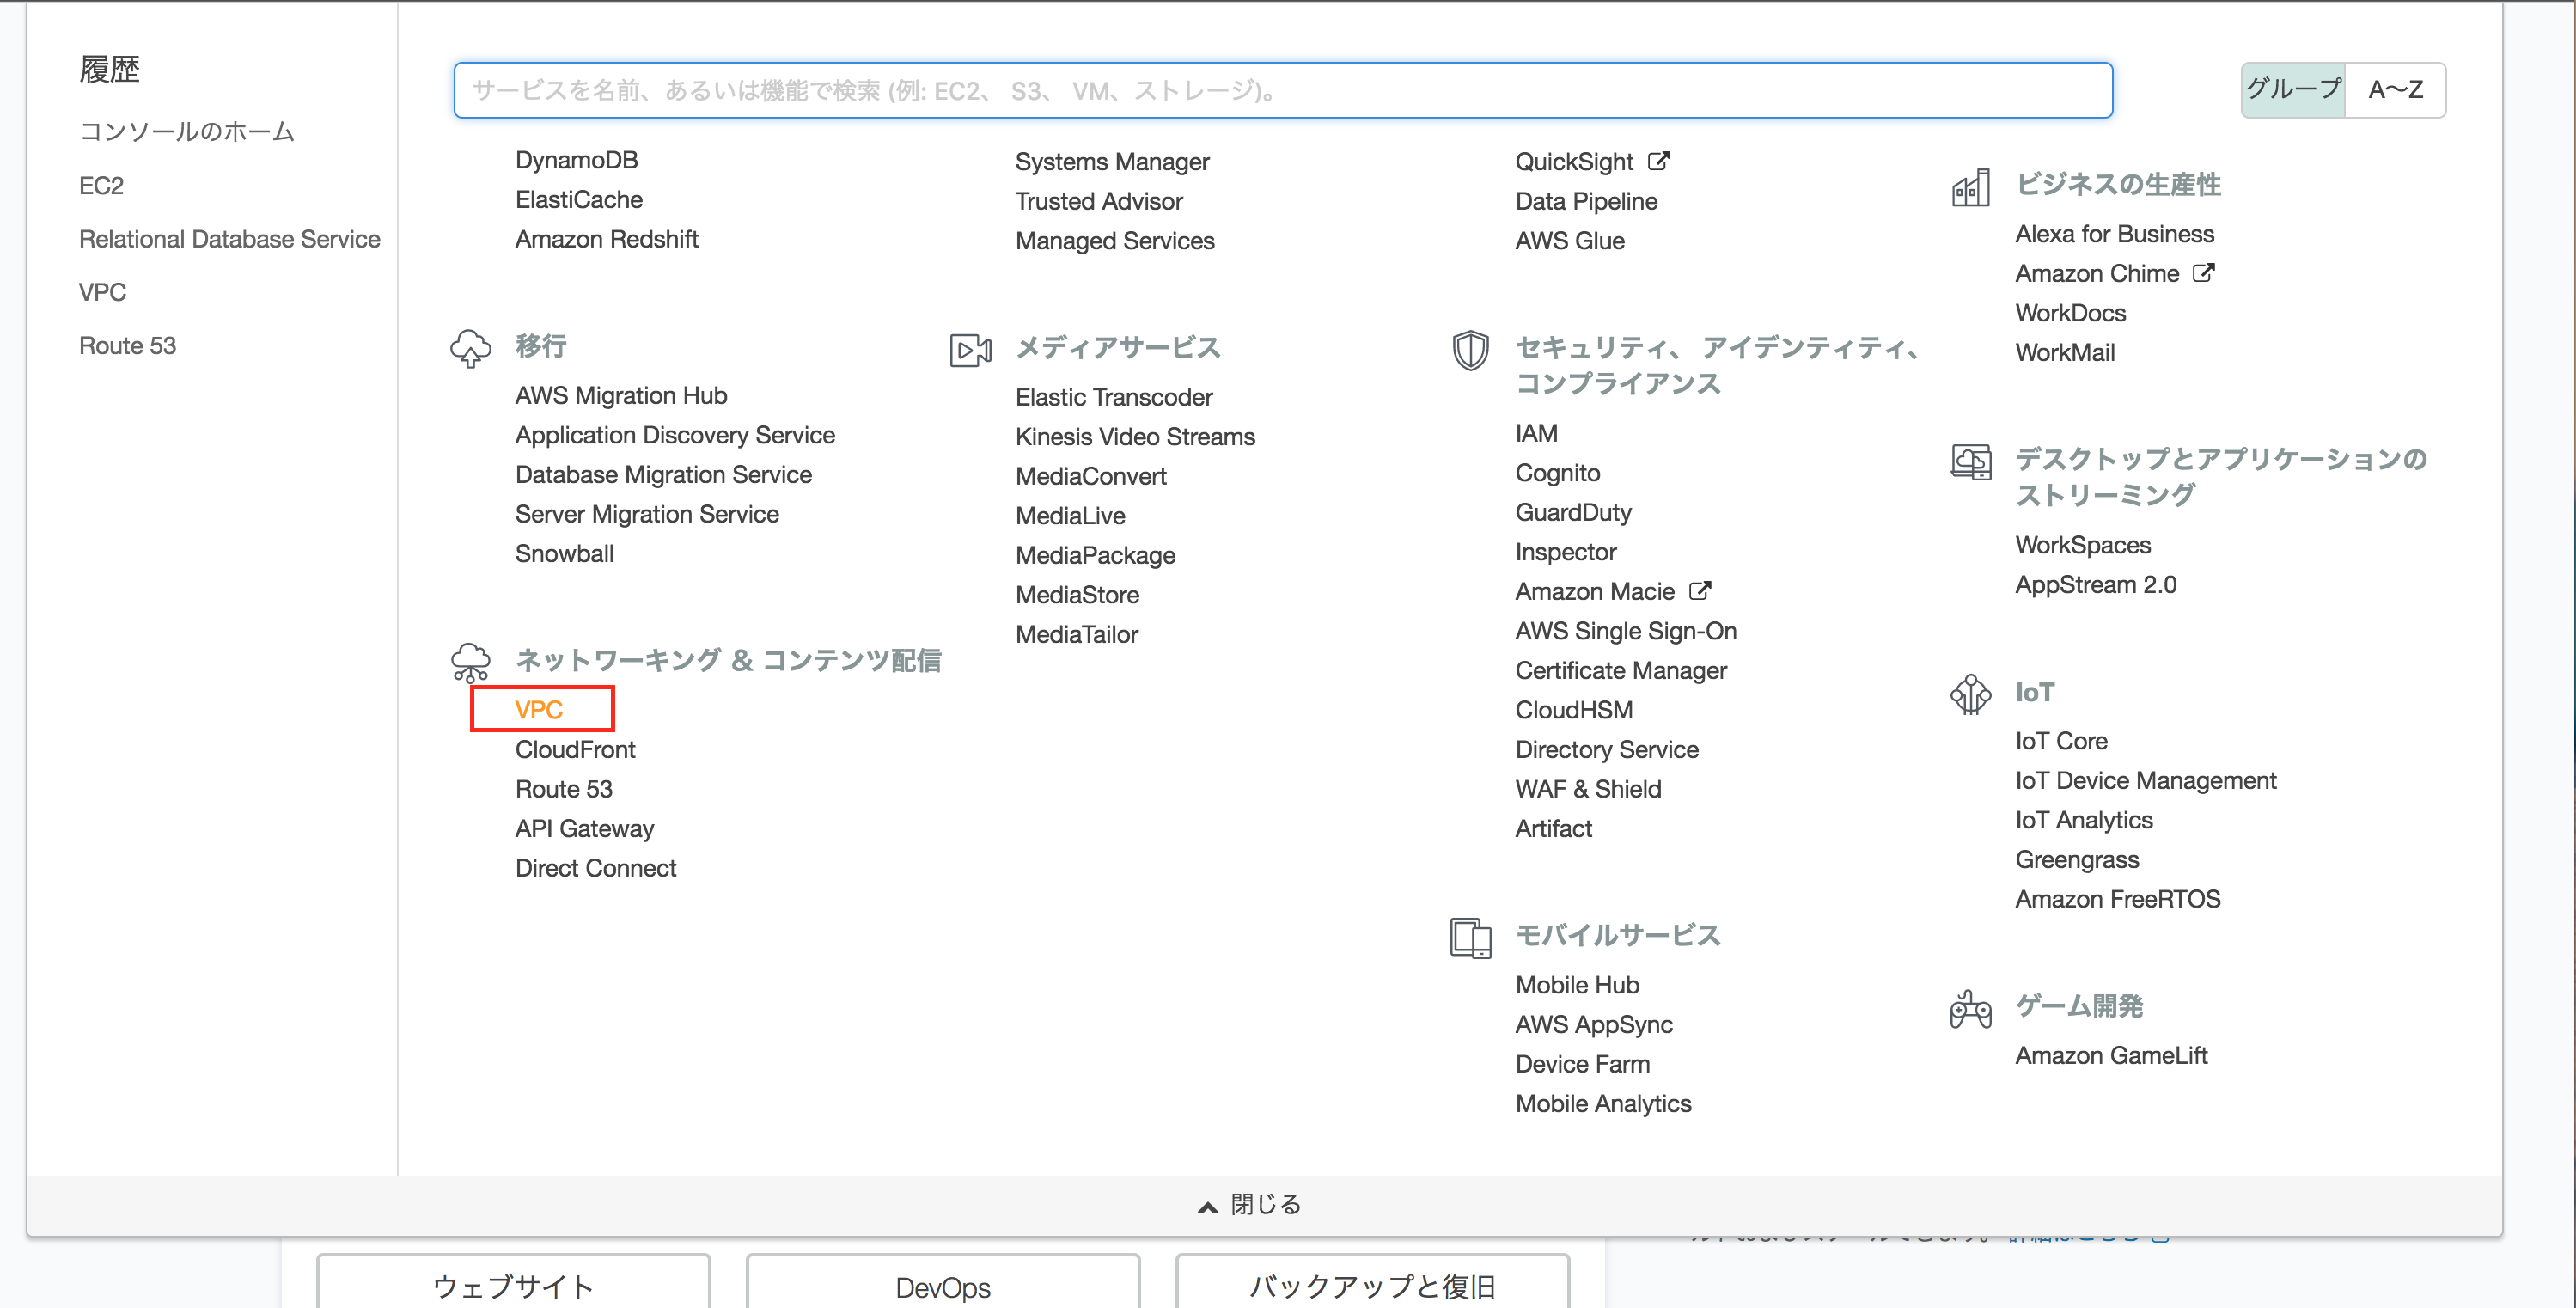 履歴
コンソールのホーム
EC2
Relational Database Service
VPC
Route 53
サービスを名前、あるいは機能で検索 (例: EC2、 S3、 VM、ストレージ)。
グループ
A〜Z
DynamoDB
ElastiCache
Amazon Redshift
移行
AWS Migration Hub
Application Discovery Service
Database Migration Service
Server Migration Service
Snowball
ネットワーキング & コンテンツ配信
VPC
CloudFront
Route 53
API Gateway
Direct Connect
Systems Manager
Trusted Advisor
Managed Services
メディアサービス
Elastic Transcoder
Kinesis Video Streams
MediaConvert
MediaLive
MediaPackage
MediaStore
MediaTailor
QuickSight
Data Pipeline
AWS Glue
セキュリティ、 アイデンティティ、
コンプライアンス
IAM
Cognito
GuardDuty
Inspector
Amazon Macie
AWS Single Sign-On
Certificate Manager
CloudHSM
Directory Service
WAF & Shield
Artifact
モバイルサービス
Mobile Hub
AWS AppSync
Device Farm
Mobile Analytics
ビジネスの生産性
Alexa for Business
Amazon Chime
WorkDocs
WorkMail
デスクトップとアプリケーションの
ストリーミング
WorkSpaces
AppStream 2.0
IoT
IoT Core
IoT Device Management
IoT Analytics
Greengrass
Amazon FreeRTOS
ゲーム開発
Amazon GameLift
閉じる
ウェブサイト
DevOps
バックアップと復旧